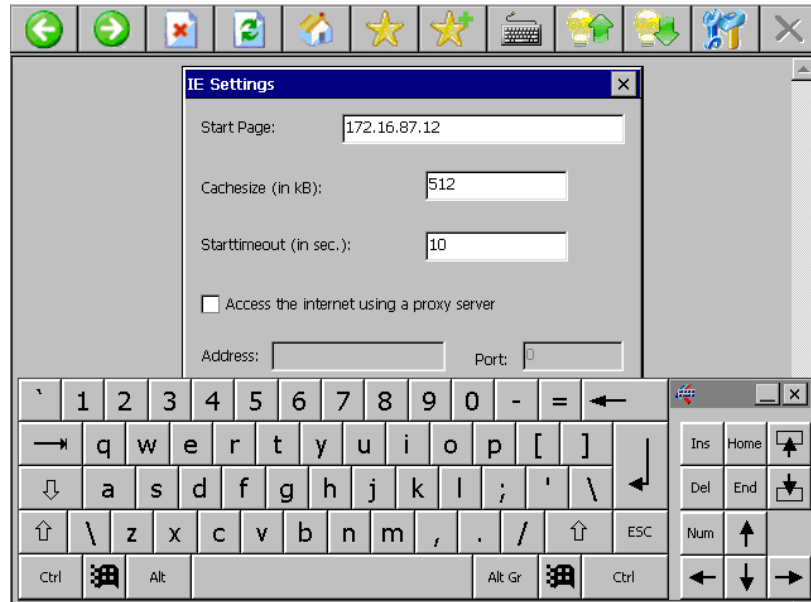 IE Settings
Start Page: 172.16.87.12
Cachesize (in kB): 512
Starttimeout (in sec.): 10
Access the internet using a proxy server
Address: Port: 0
` 1 2 3 4 5 6 7 8 9 0 - =
q w e r t y u i o p [ ] Ins Home
a s d f g h j k l ; ' \ Del End
\ z x c v b n m , . / ESC Num
Ctrl Alt Alt Gr Ctrl